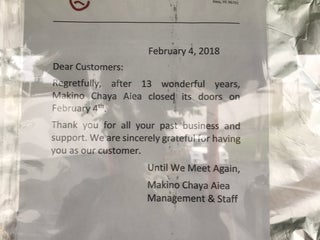 February 4, 2018
Dear Customers:
Regretfully, after 13 wonderful years,
Makino Chaya Aiea closed its doors on
February 4th.
Thank you for all your past business and
support. We are sincerely grateful for having
you as our customer.
Until We Meet Again,
Makino Chaya Aiea
Management & Staff